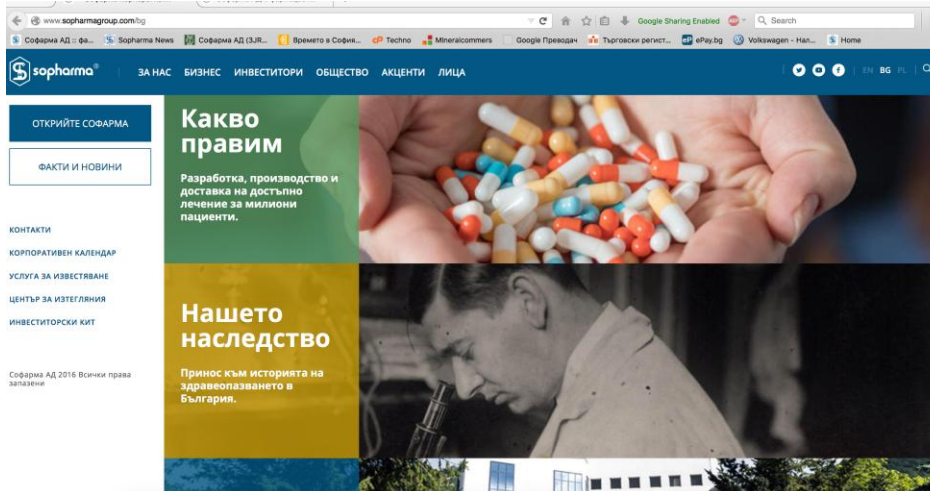 www.sophargroup.com/bg
Google Sharing Enabled
Search
Софарма АД :: фа...
Sopharma News
Софарма АД (3JR...
Времето в София...
Techno
Mineralcommers
Google Преводач
Търговски регист...
ePay.bg
Volkswagen - Нап...
Home
sopharma®
ЗА НАС БИЗНЕС ИНВЕСТИТОРИ ОБЩЕСТВО АКЦЕНТИ ЛИЦА
EN BG PL
ОТКРИЙТЕ СОФАРМА
ФАКТИ И НОВИНИ
КОНТАКТИ
КОРПОРАТИВЕН КАЛЕНДАР
УСЛУГА ЗА ИЗВЕСТЯВАНЕ
ЦЕНТЪР ЗА ИЗТЕГЛЯНИЯ
ИНВЕСТИТОРСКИ КИТ
Софарма АД 2016 Всички права
запазени
Какво
правим
Разработка, производство и
доставка на достъпно
лечение за милиони
пациенти.
Нашето
наследство
Принос към историята на
здравеопазването в
България.